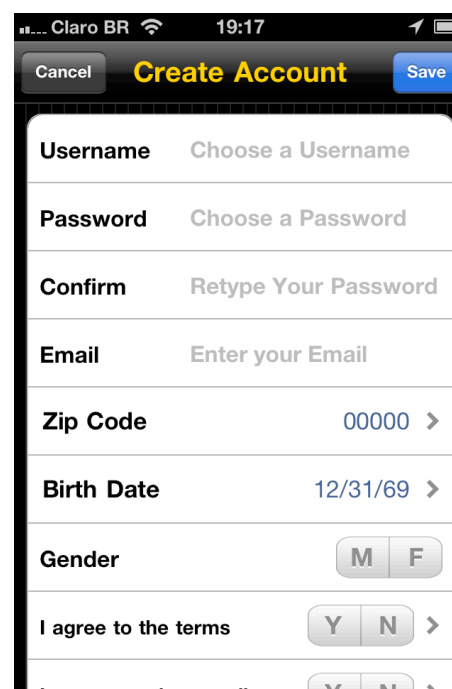 Claro BR 19:17
Cancel Create Account Save
Username Choose a Username
Password Choose a Password
Confirm Retype Your Password
Email Enter your Email
Zip Code 00000
Birth Date 12/31/69
Gender M F
I agree to the terms Y N
Y N